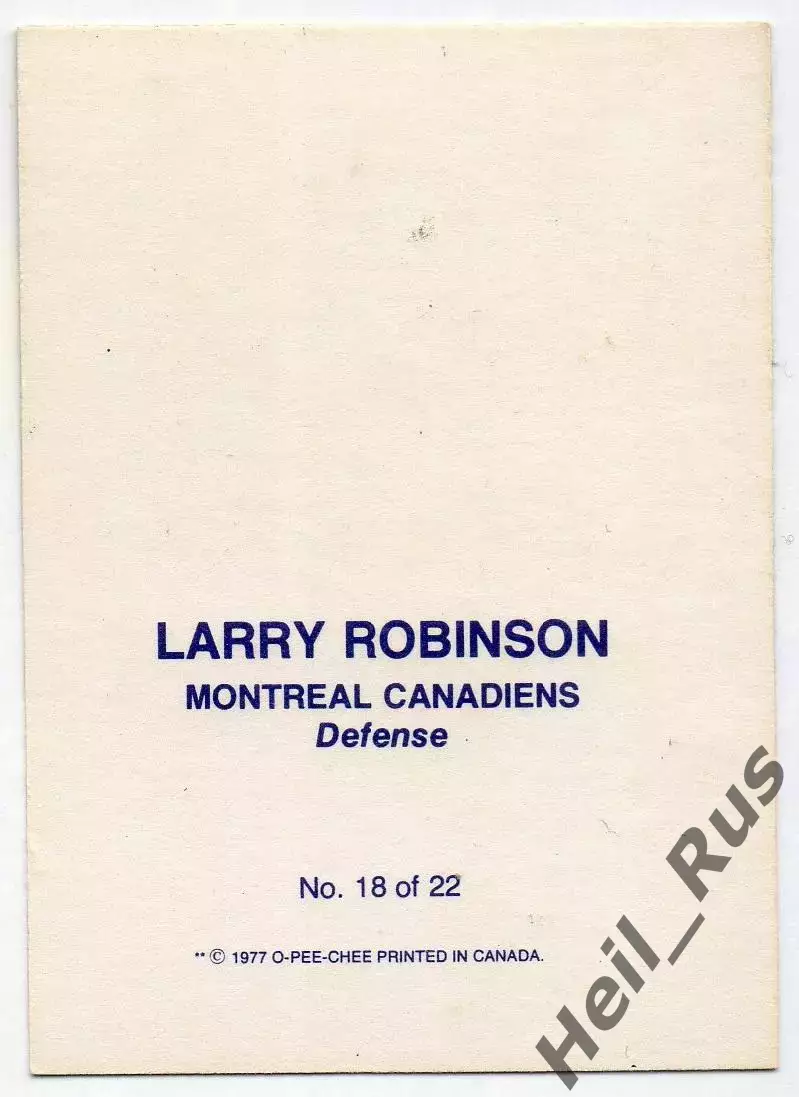 LARRY ROBINSON
MONTREAL CANADIENS
Defense
No. 18 of 22
** © 1977 O-PEE-CHEE PRINTED IN CANADA.
Heil_Rus